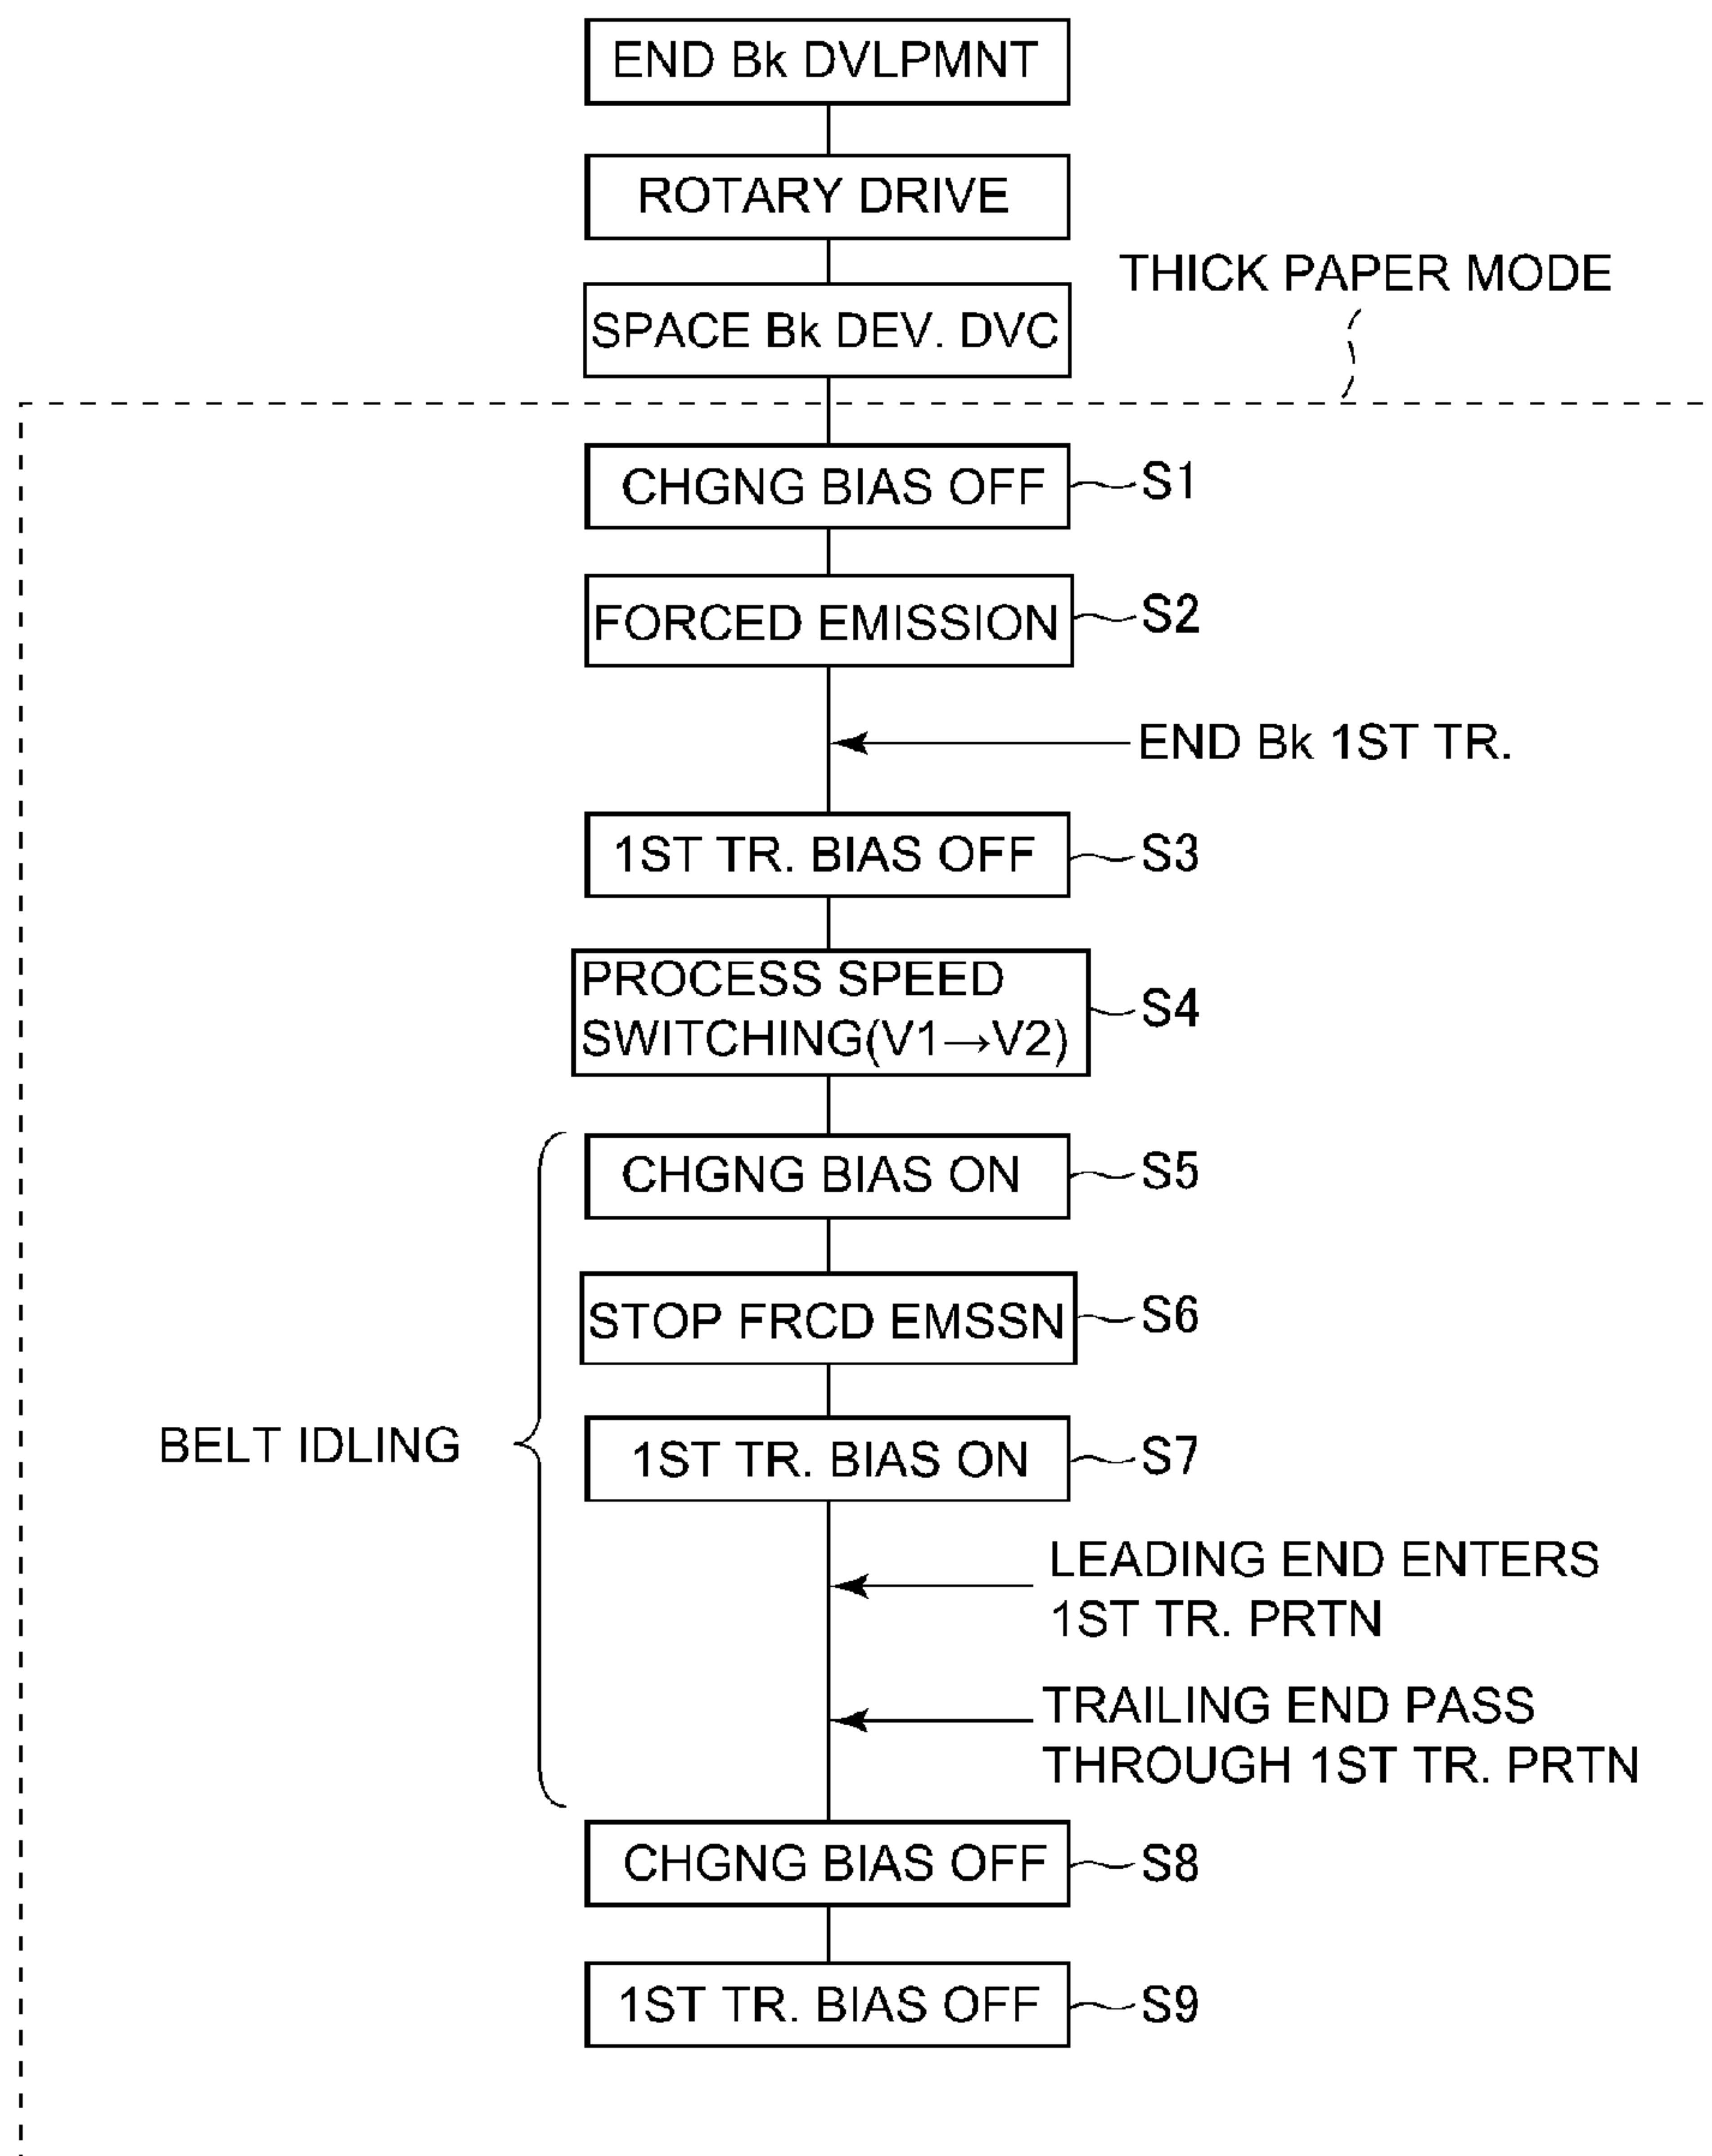 END Bk DVLPMNT
ROTARY DRIVE
THICK PAPER MODE
SPACE Bk DEV. DVC
CHGNG BIAS OFF S1
FORCED EMISSION S2
END Bk 1ST TR.
1ST TR. BIAS OFF S3
PROCESS SPEED
SWITCHING(V1→V2) S4
CHGNG BIAS ON S5
STOP FRCD EMSSN S6
BELT IDLING
1ST TR. BIAS ON S7
LEADING END ENTERS
1ST TR. PRTN
TRAILING END PASS
THROUGH 1ST TR. PRTN
CHGNG BIAS OFF S8
1ST TR. BIAS OFF S9